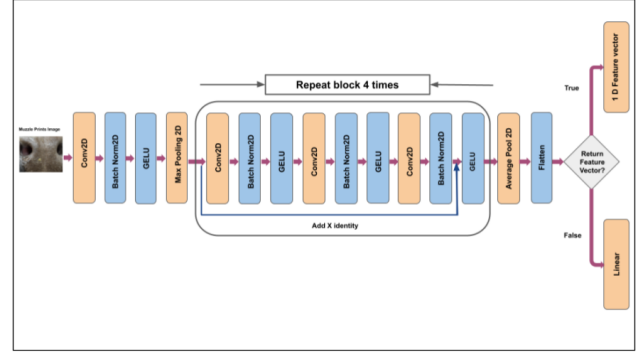 Repeat block 4 times
Muzzle Prints Image
Conv2D
Batch Norm2D
GELU
Max Pooling 2D
Conv2D
Batch Norm2D
GELU
Conv2D
Batch Norm2D
GELU
Conv2D
Batch Norm2D
GELU
Add X identity
Average Pool 2D
Flatten
Return
Feature
Vector?
True
1 D Feature vector
False
Linear